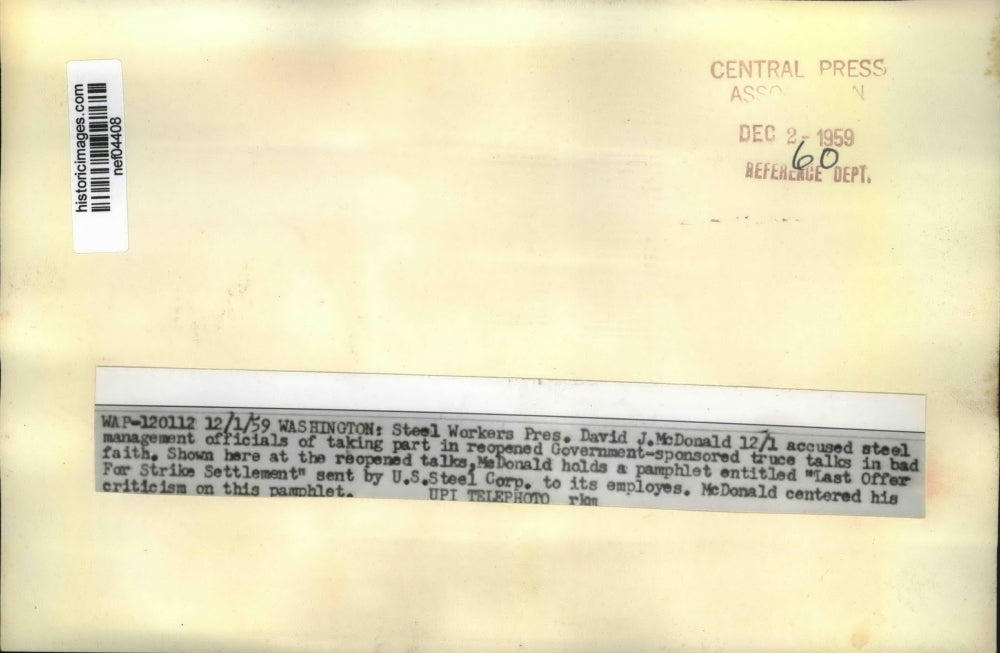 CENTRAL PRESS
DEC 2- 1959
60
REFERENCE DEPT.
historicimages.com
nef04408
WAP-120112 12/1/59 WASHINGTON: Steel Workers Pres. David J.McDonald 12/1 accused steel
management officials of taking part in reopened Government-sponsored truce talks in bad
faith. Shown here at the reopened talks,McDonald holds a pamphlet entitled "Last Offer
For Strike Settlement" sent by U.S.Steel Corp. to its employes. McDonald centered his
criticism on this pamphlet. UPI TELEPHOTO